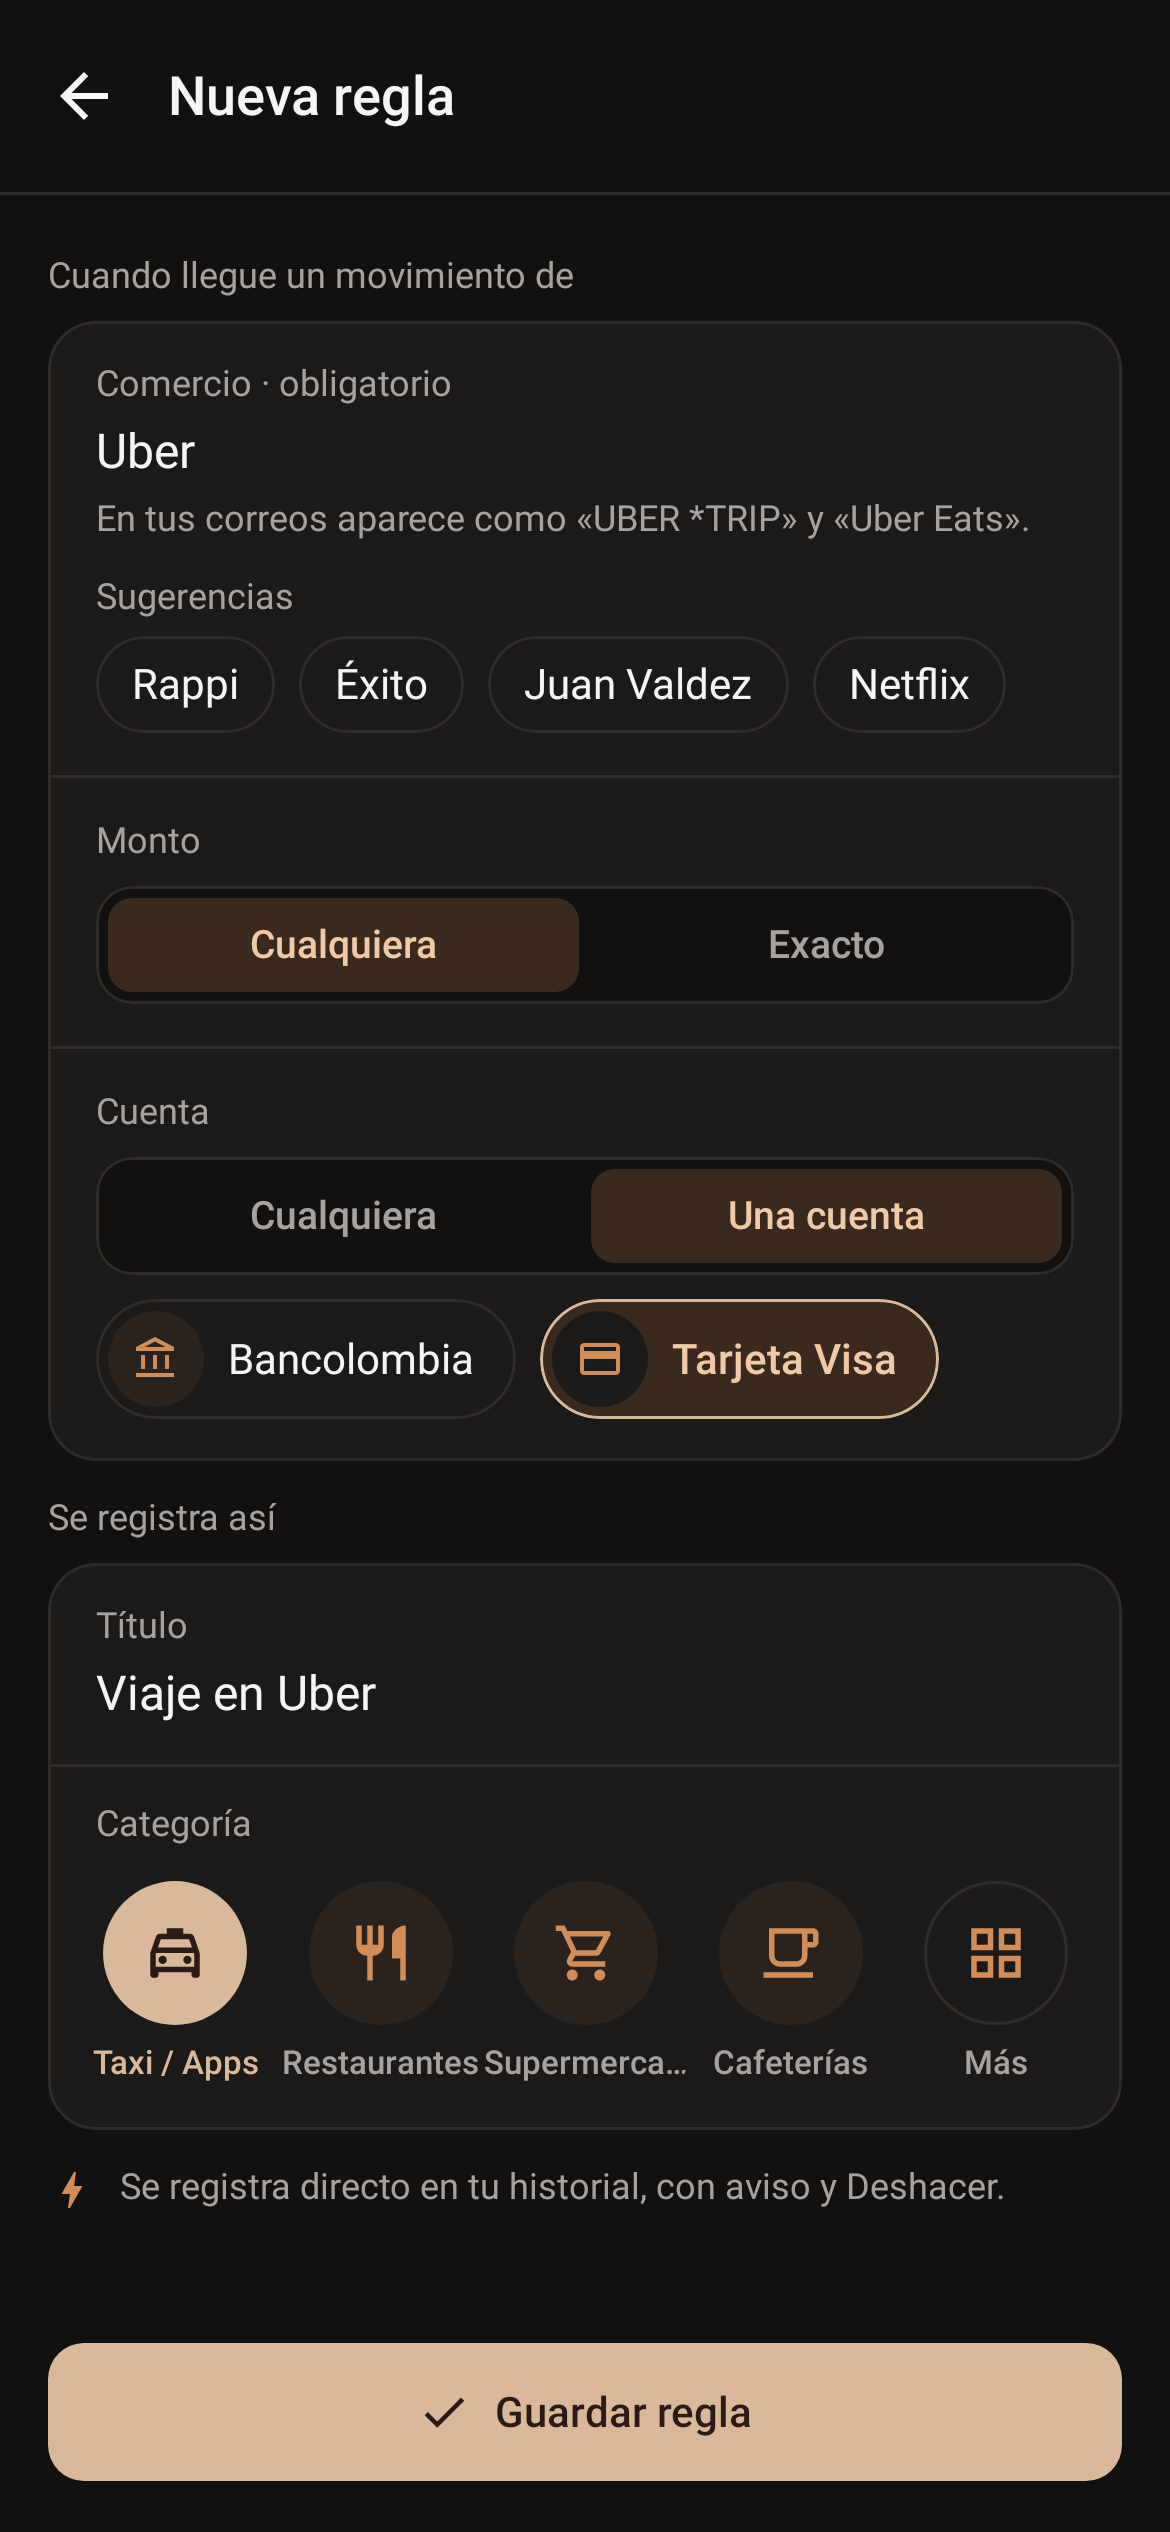 Nueva regla
Cuando llegue un movimiento de
Comercio · obligatorio
Uber
En tus correos aparece como «UBER *TRIP» y «Uber Eats».
Sugerencias
Rappi Éxito Juan Valdez Netflix
Monto
Cualquiera Exacto
Cuenta
Cualquiera Una cuenta
Bancolombia Tarjeta Visa
Se registra así
Título
Viaje en Uber
Categoría
Taxi / Apps Restaurantes Supermerca... Cafeterías Más
Se registra directo en tu historial, con aviso y Deshacer.
Guardar regla